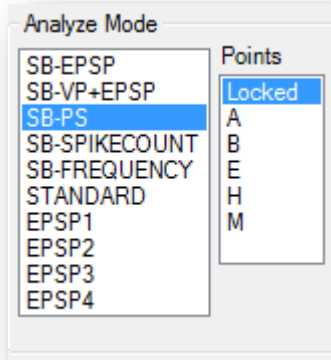 Analyze Mode
Points
SB-EPSP
SB-VP+EPSP
SB-PS
SB-SPIKECOUNT
SB-FREQUENCY
STANDARD
EPSP1
EPSP2
EPSP3
EPSP4
Locked
A
B
E
H
M